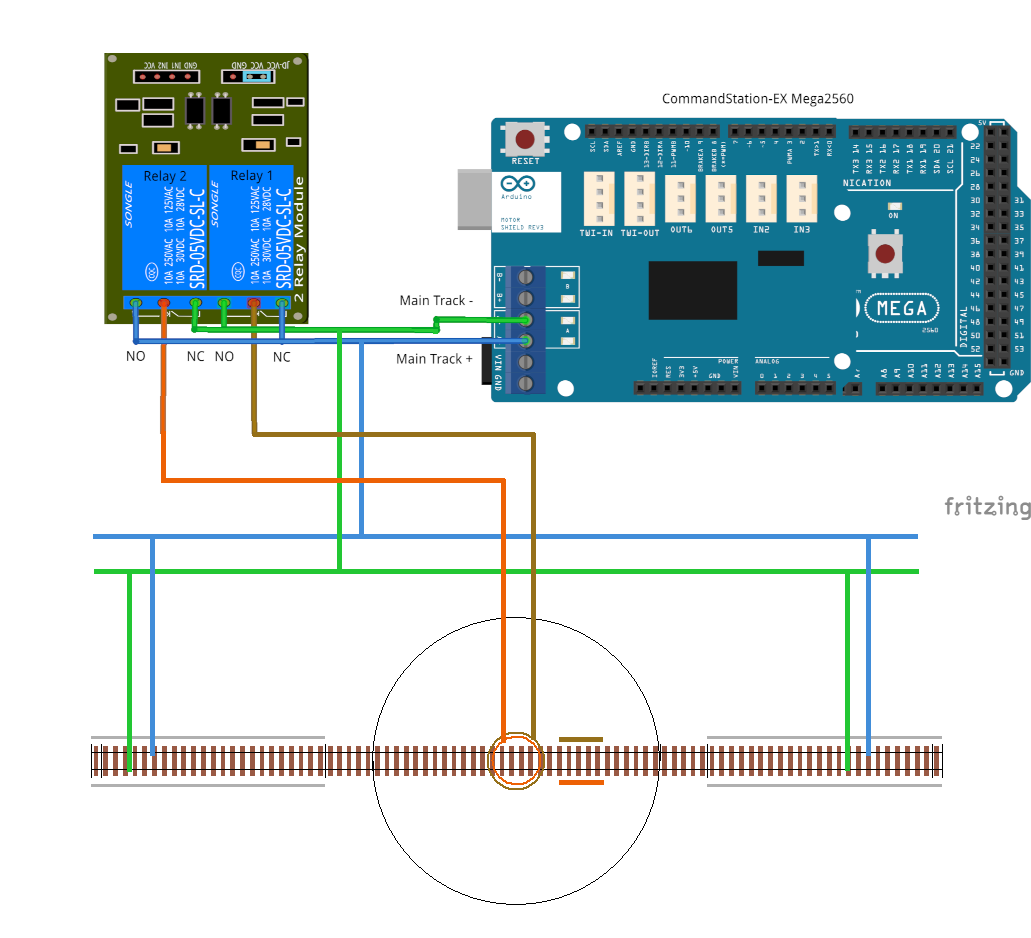 CommandStation-EX Mega2560
GND IN1 IN2 VCC
JD-VCC VCC GND
Relay 2
Relay 1
SONGLE
10A 250VAC 10A 125VAC
10A 30VDC 10A 28VDC
SRD-05VDC-SL-C
SONGLE
10A 250VAC 10A 125VAC
10A 30VDC 10A 28VDC
SRD-05VDC-SL-C
2 Relay Module
NO
NC
NO
NC
Main Track -
Main Track +
RESET
Arduino
MOTOR
SHIELD REV3
SCL
SDA
AREF
GND
TX>1
RX<0
TX3 14
RX3 15
TX2 16
RX2 17
TX1 18
RX1 19
SDA 20
SCL 21
NICATION
TWI-IN
TWI-OUT
OUT6
OUT5
IN2
IN3
ON
B-
B+
B
A
VIN GND
MEGA
2560
DIGITAL
5V
22
24
26
28
30
32
34
36
38
40
42
44
46
48
50
52
31
33
35
37
39
41
43
45
47
49
51
53
GND
POWER
ANALOG
IOREF
RES
3V3
+5V
GND
VIN
0
1
2
3
4
5
A8
A9
A10
A11
A12
A13
A14
A15
fritzing